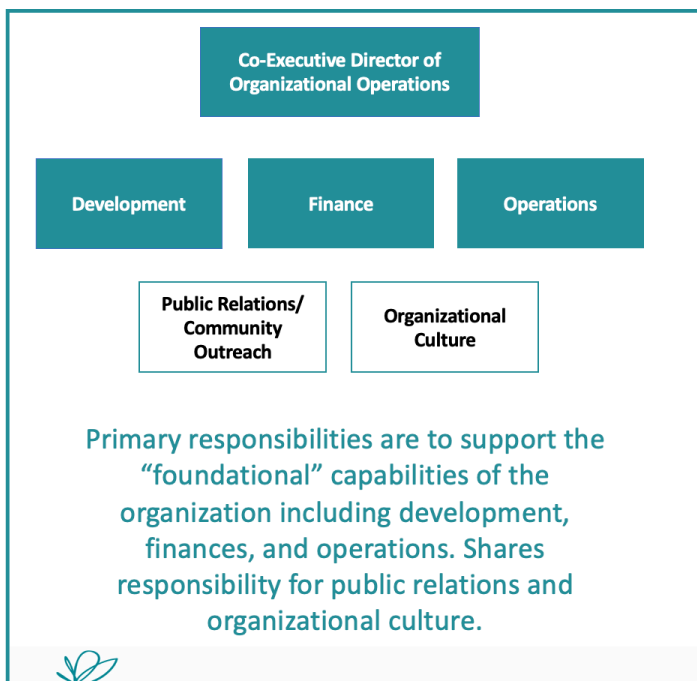 Co-Executive Director of
Organizational Operations
Development
Finance
Operations
Public Relations/
Community
Outreach
Organizational
Culture
Primary responsibilities are to support the
“foundational” capabilities of the
organization including development,
finances, and operations. Shares
responsibility for public relations and
organizational culture.